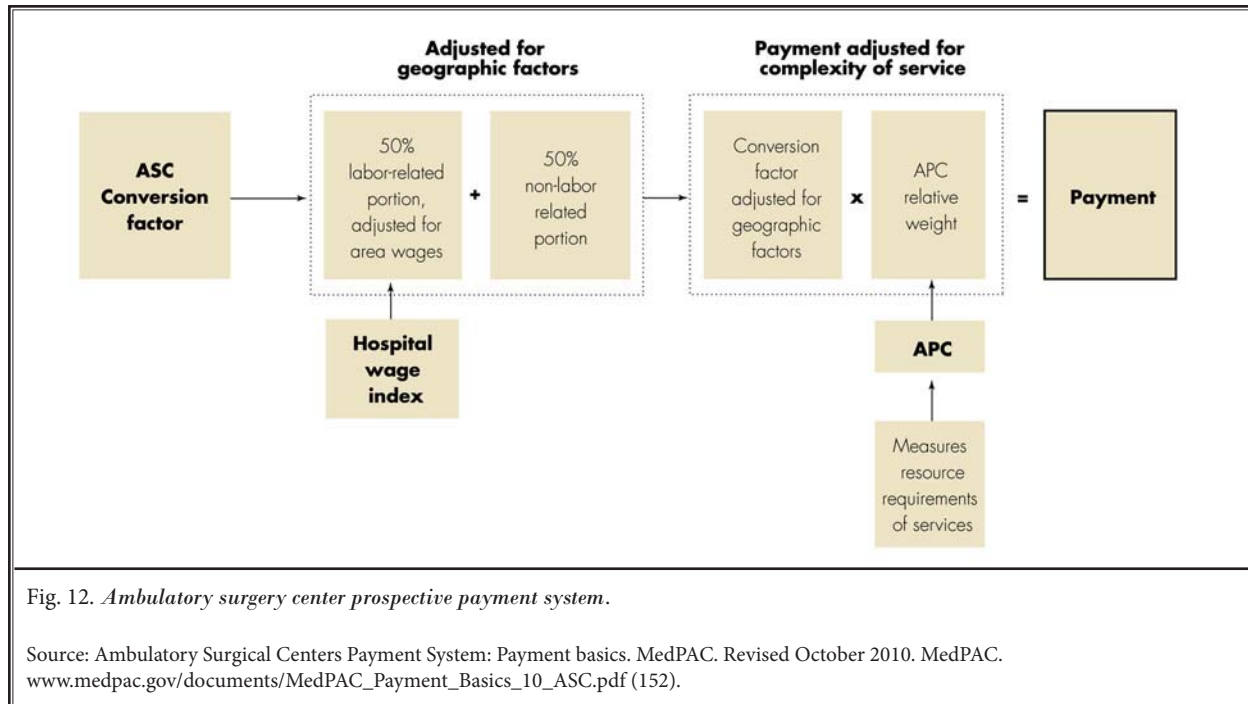 Adjusted for
geographic factors
Payment adjusted for
complexity of service
ASC
Conversion
factor
50%
labor-related
portion,
adjusted for
area wages
+
50%
non-labor
related
portion
Conversion
factor
adjusted for
geographic
factors
x
APC
relative
weight
=
Payment
Hospital
wage
index
APC
Measures
resource
requirements
of services
Fig. 12. Ambulatory surgery center prospective payment system.
Source: Ambulatory Surgical Centers Payment System: Payment basics. MedPAC. Revised October 2010. MedPAC.
www.medpac.gov/documents/MedPAC_Payment_Basics_10_ASC.pdf (152).